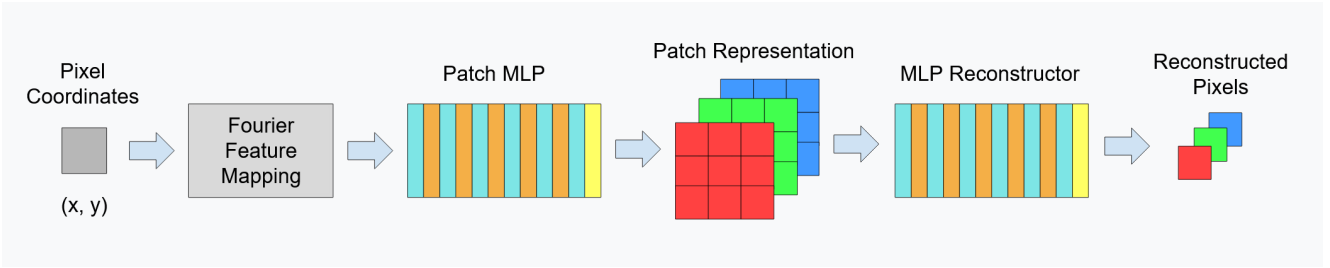 Pixel
Coordinates
(x, y)
Fourier
Feature
Mapping
Patch MLP
Patch Representation
MLP Reconstructor
Reconstructed
Pixels